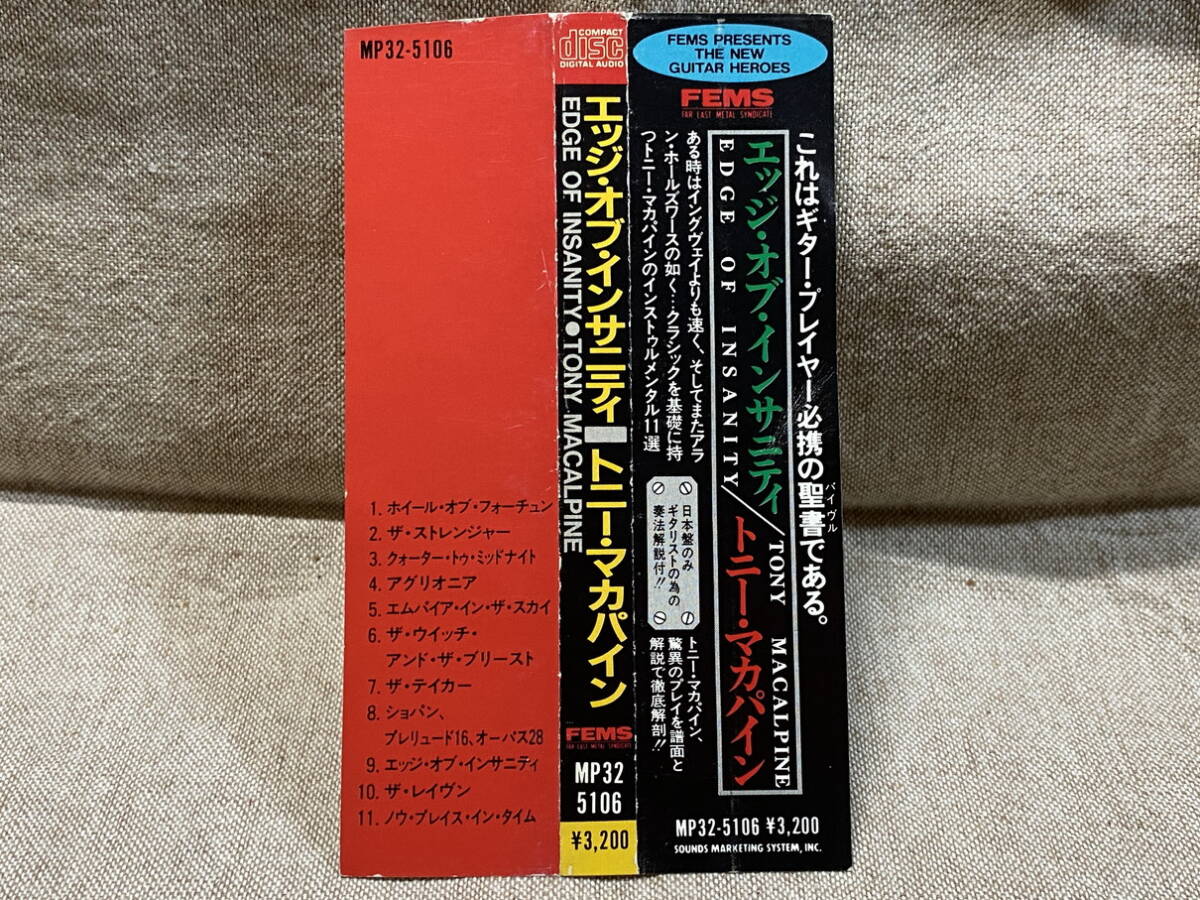 MP32-5106
1. ホイール・オブ・フォーチュン
2. ザ・ストレンジャー
3. クォーター・トゥ・ミッドナイト
4. アグリオニア
5. エムパイア・イン・ザ・スカイ
6. ザ・ウイッチ・
アンド・ザ・プリースト
7. ザ・テイカー
8. ショパン、
プレリュード16、オーパス28
9. エッジ・オブ・インサニティ
10. ザ・レイヴン
11. ノウ・プレイス・イン・タイム
COMPACT
disc
DIGITAL AUDIO
エッジ・オブ・インサニティ トニー・マカパイン
EDGE OF INSANITY●TONY MACALPINE
FEMS
FAR EAST METAL SYNDICATE
MP32
5106
¥3,200
FEMS PRESENTS
THE NEW
GUITAR HEROES
FEMS
FAR EAST METAL SYNDICATE
これはギター・プレイヤー必携の聖書である。
バイヴル
エッジ・オブ・インサニティ/トニー・マカパイン
EDGE OF INSANITY/TONY MACALPINE
ある時はイングヴェイよりも速く、そしてまたアラ
ン・ホールズワースの如く…クラシックを基礎に持
つトニー・マカパインのインストゥルメンタル11選
日本盤のみ
ギタリストの為の
奏法解説付!!
トニー・マカパイン、
驚異のプレイを譜面と
解説で徹底解剖!!
MP32-5106 ¥3,200
SOUNDS MARKETING SYSTEM, INC.